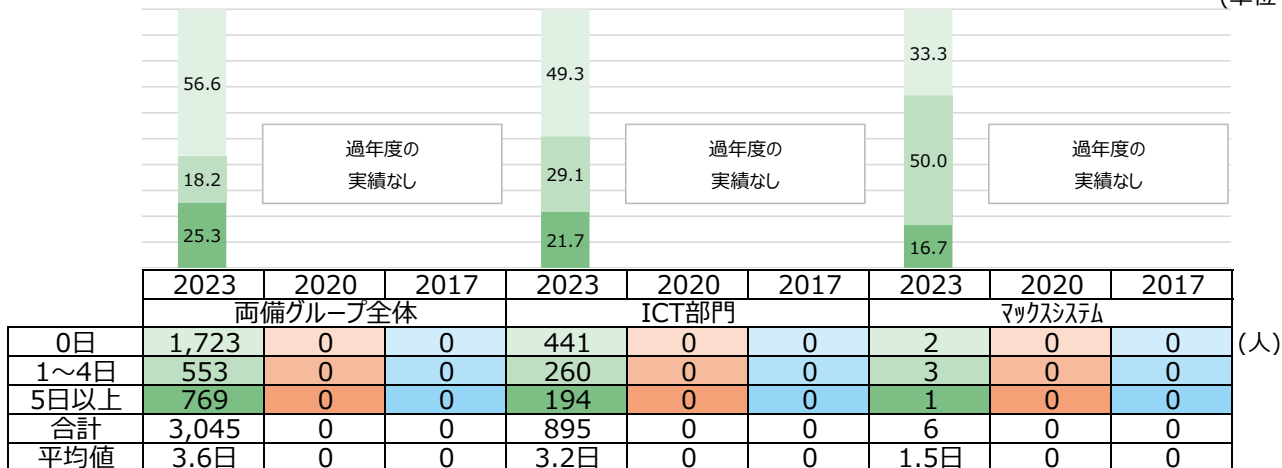 (単位
56.6 49.3 33.3
過年度の 過年度の 過年度の
実績なし 実績なし 実績なし
18.2 29.1 50.0
25.3 21.7 16.7
2023 2020 2017 2023 2020 2017 2023 2020 2017
両備グループ全体 ICT部門 マックスシステム
0日 1,723 0 0 441 0 0 2 0 0 (人)
1～4日 553 0 0 260 0 0 3 0 0
5日以上 769 0 0 194 0 0 1 0 0
合計 3,045 0 0 895 0 0 6 0 0
平均値 3.6日 0 0 3.2日 0 0 1.5日 0 0